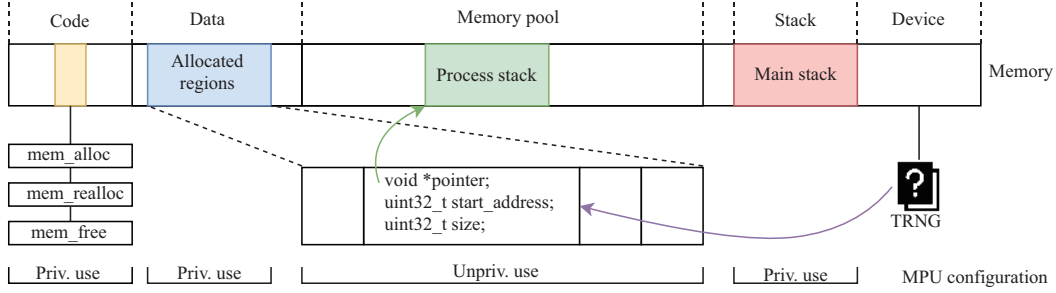 Code
Data
Memory pool
Stack
Device
Allocated
regions
Process stack
Main stack
Memory
mem_alloc
mem_realloc
mem_free
void *pointer;
uint32_t start_address;
uint32_t size;
?
TRNG
Priv. use
Priv. use
Unpriv. use
Priv. use
MPU configuration